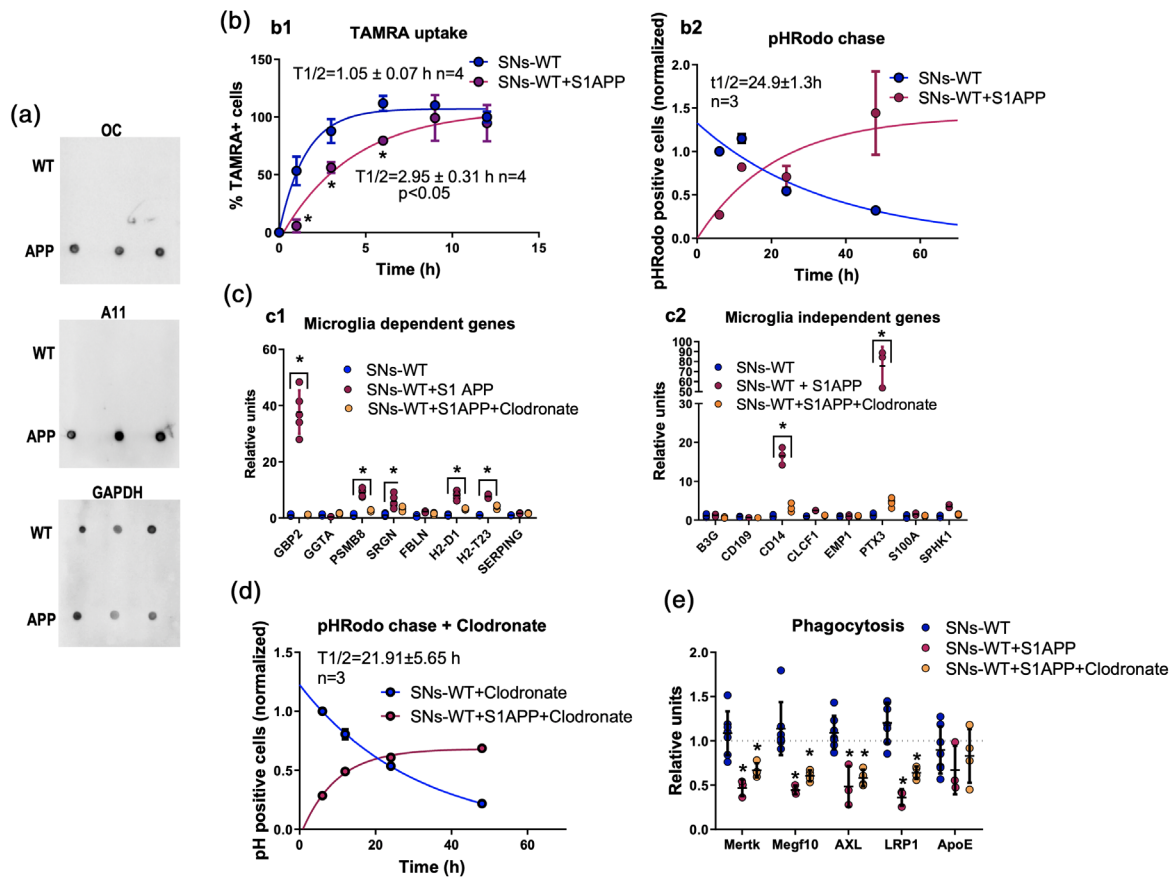 (a)
OC
WT
APP
A11
WT
APP
GAPDH
WT
APP
(b)
b1
TAMRA uptake
% TAMRA+ cells
150
100
50
0
0
5
10
15
Time (h)
T1/2=1.05 ± 0.07 h n=4
SNs-WT
SNs-WT+S1APP
*
*
*
T1/2=2.95 ± 0.31 h n=4
p<0.05
b2
pHRodo chase
pHRodo positive cells (normalized)
2.0
1.5
1.0
0.5
0.0
0
20
40
60
Time (h)
t1/2=24.9±1.3h
n=3
SNs-WT
SNs-WT+S1APP
(c)
c1
Microglia dependent genes
Relative units
60
40
20
0
SNs-WT
SNs-WT+S1 APP
SNs-WT+S1APP+Clodronate
*
*
*
*
*
GBP2
GGTA
PSMB8
SRGN
FBLN
H2-D1
H2-T23
SERPING
c2
Microglia independent genes
Relative units
100
90
80
70
60
50
30
20
10
0
SNs-WT
SNs-WT + S1APP
SNs-WT+S1APP+Clodronate
*
*
B3G
CD109
CD14
CLCF1
EMP1
PTX3
S100A
SPHK1
(d)
pHRodo chase + Clodronate
pH positive cells (normalized)
1.5
1.0
0.5
0.0
0
20
40
60
Time (h)
T1/2=21.91±5.65 h
n=3
SNs-WT+Clodronate
SNs-WT+S1APP+Clodronate
(e)
Phagocytosis
Relative units
2.0
1.5
1.0
0.5
0.0
SNs-WT
SNs-WT+S1APP
SNs-WT+S1APP+Clodronate
* *
* *
* *
* *
Mertk
Megf10
AXL
LRP1
ApoE